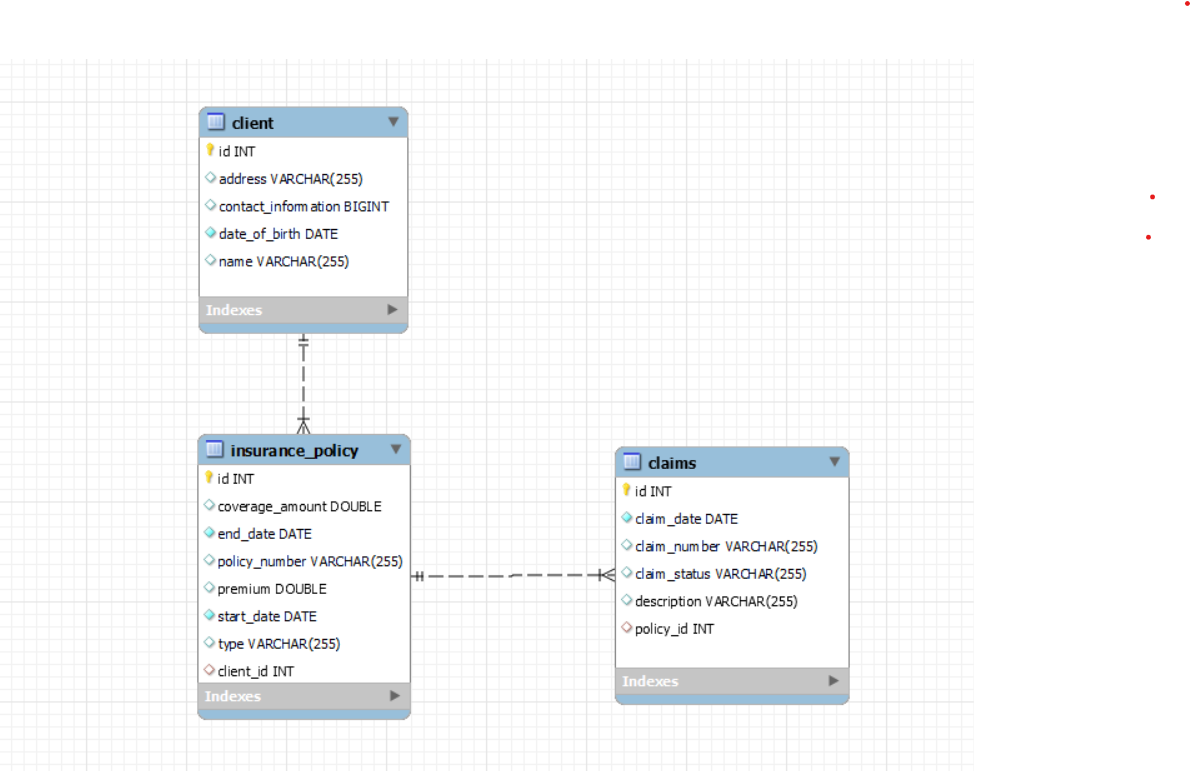 client
id INT
address VARCHAR(255)
contact_information BIGINT
date_of_birth DATE
name VARCHAR(255)
Indexes
insurance_policy
id INT
coverage_amount DOUBLE
end_date DATE
policy_number VARCHAR(255)
premium DOUBLE
start_date DATE
type VARCHAR(255)
client_id INT
Indexes
claims
id INT
claim_date DATE
claim_number VARCHAR(255)
claim_status VARCHAR(255)
description VARCHAR(255)
policy_id INT
Indexes